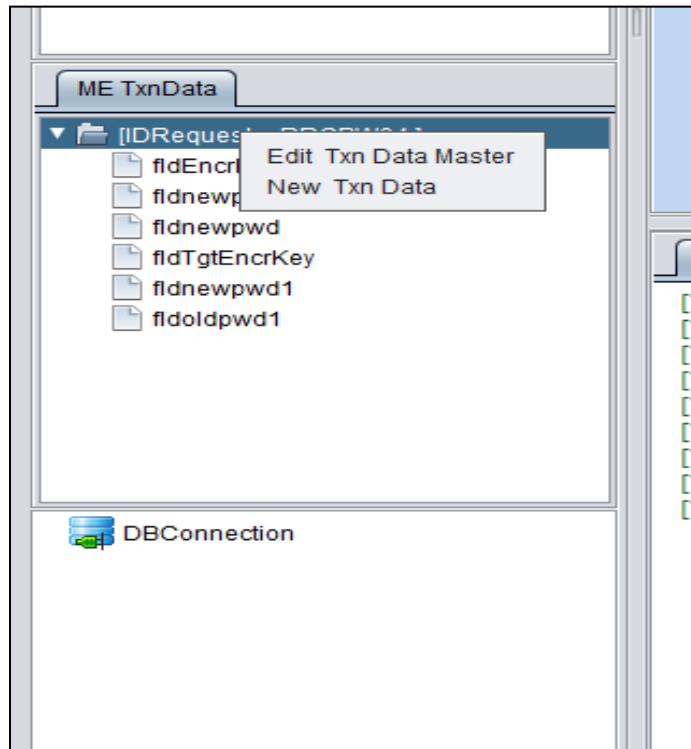 ME TxnData
Edit Txn Data Master
New Txn Data
fldnewpwd
fldTgtEncrKey
fldnewpwd1
fldoldpwd1
DBConnection